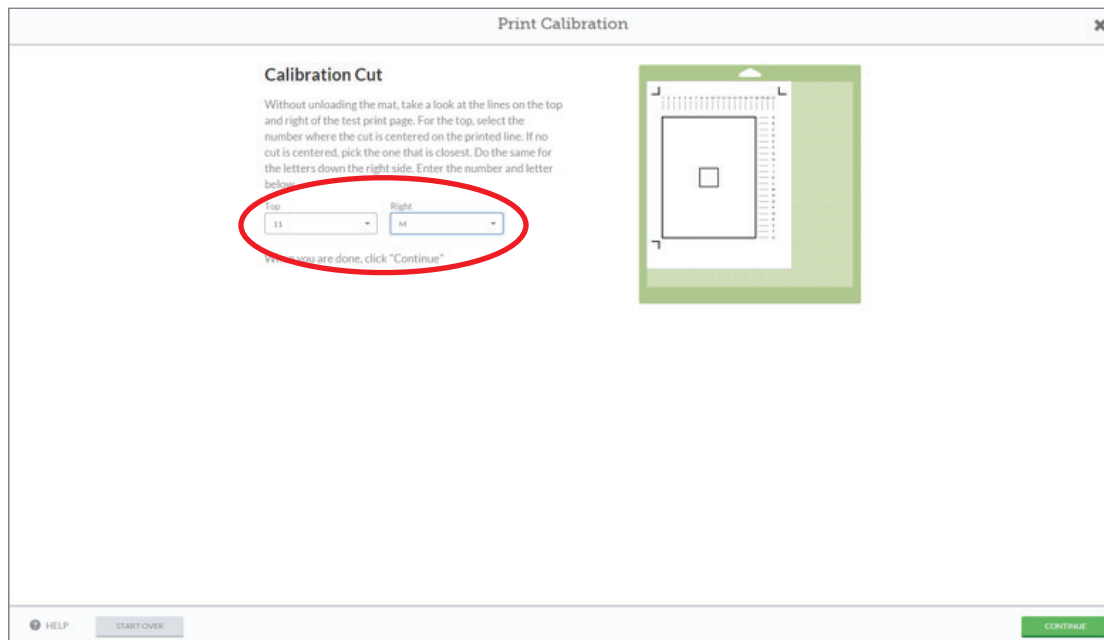 Print Calibration
Calibration Cut
Without unloading the mat, take a look at the lines on the top
and right of the test print page. For the top, select the
number where the cut is centered on the printed line. If no
cut is centered, pick the one that is closest. Do the same for
the letters down the right side. Enter the number and letter
below.
Top Right
11 M
When you are done, click "Continue"
HELP START OVER CONTINUE